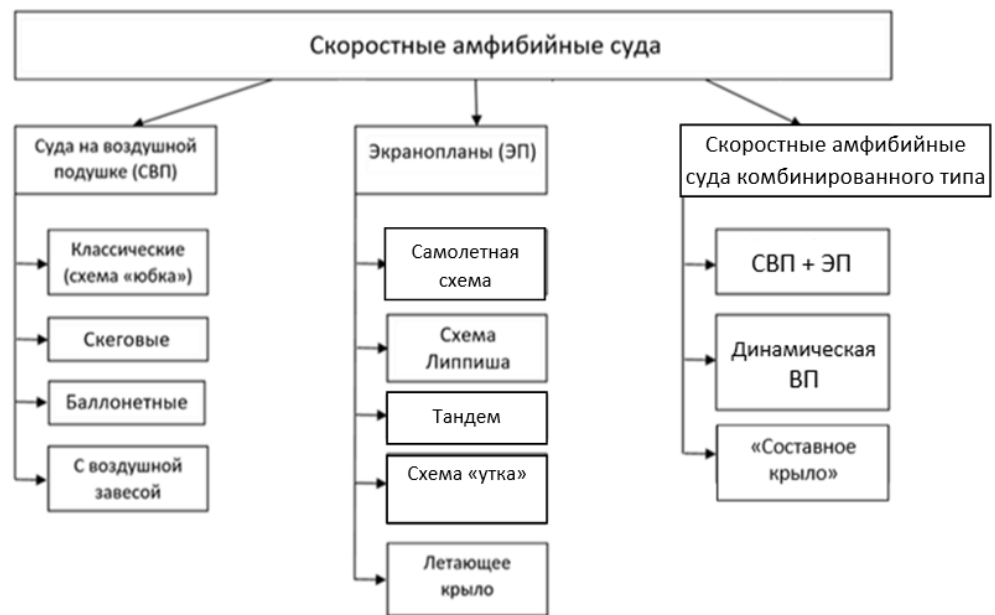 Скоростные амфибийные суда
Суда на воздушной
подушке (СВП)
Классические
(схема «юбка»)
Скеговые
Баллонетные
С воздушной
завесой
Экранопланы (ЭП)
Самолетная
схема
Схема
Липпиша
Тандем
Схема «утка»
Летающее
крыло
Скоростные амфибийные
суда комбинированного типа
СВП + ЭП
Динамическая
ВП
«Составное
крыло»